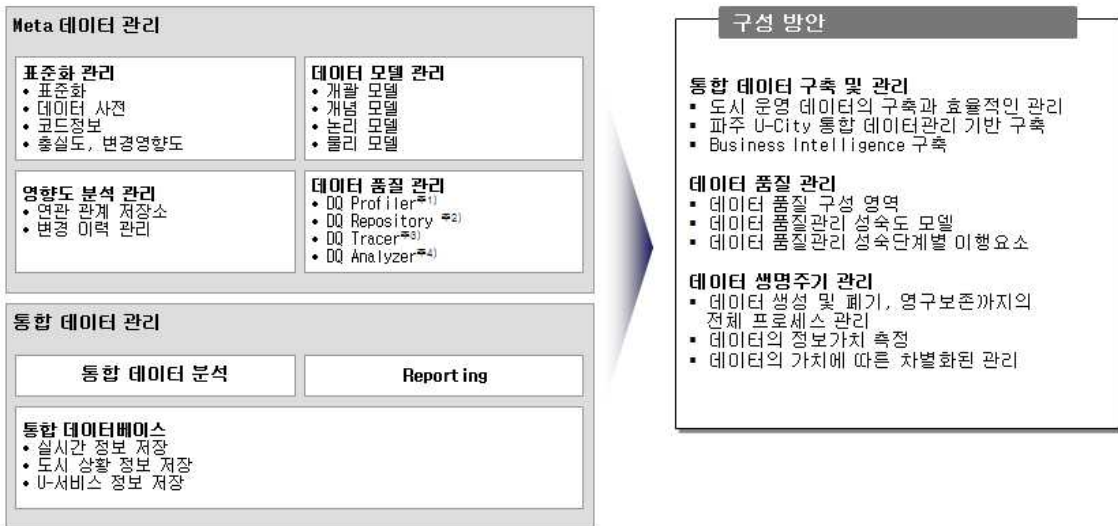 Meta 데이터 관리
표준화 관리
• 표준화
• 데이터 사전
• 코드정보
• 충실도, 변경영향도
데이터 모델 관리
• 개괄 모델
• 개념 모델
• 논리 모델
• 물리 모델
영향도 분석 관리
• 연관 관계 저장소
• 변경 이력 관리
데이터 품질 관리
• DQ Profiler주1)
• DQ Repository 주2)
• DQ Tracer주3)
• DQ Analyzer주4)
통합 데이터 관리
통합 데이터 분석
Reporting
통합 데이터베이스
• 실시간 정보 저장
• 도시 상황 정보 저장
• U-서비스 정보 저장
구성 방안
통합 데이터 구축 및 관리
▪ 도시 운영 데이터의 구축과 효율적인 관리
▪ 파주 U-City 통합 데이터관리 기반 구축
▪ Business Intelligence 구축
데이터 품질 관리
▪ 데이터 품질 구성 영역
▪ 데이터 품질관리 성숙도 모델
▪ 데이터 품질관리 성숙단계별 이행요소
데이터 생명주기 관리
▪ 데이터 생성 및 폐기, 영구보존까지의
전체 프로세스 관리
▪ 데이터의 정보가치 측정
▪ 데이터의 가치에 따른 차별화된 관리